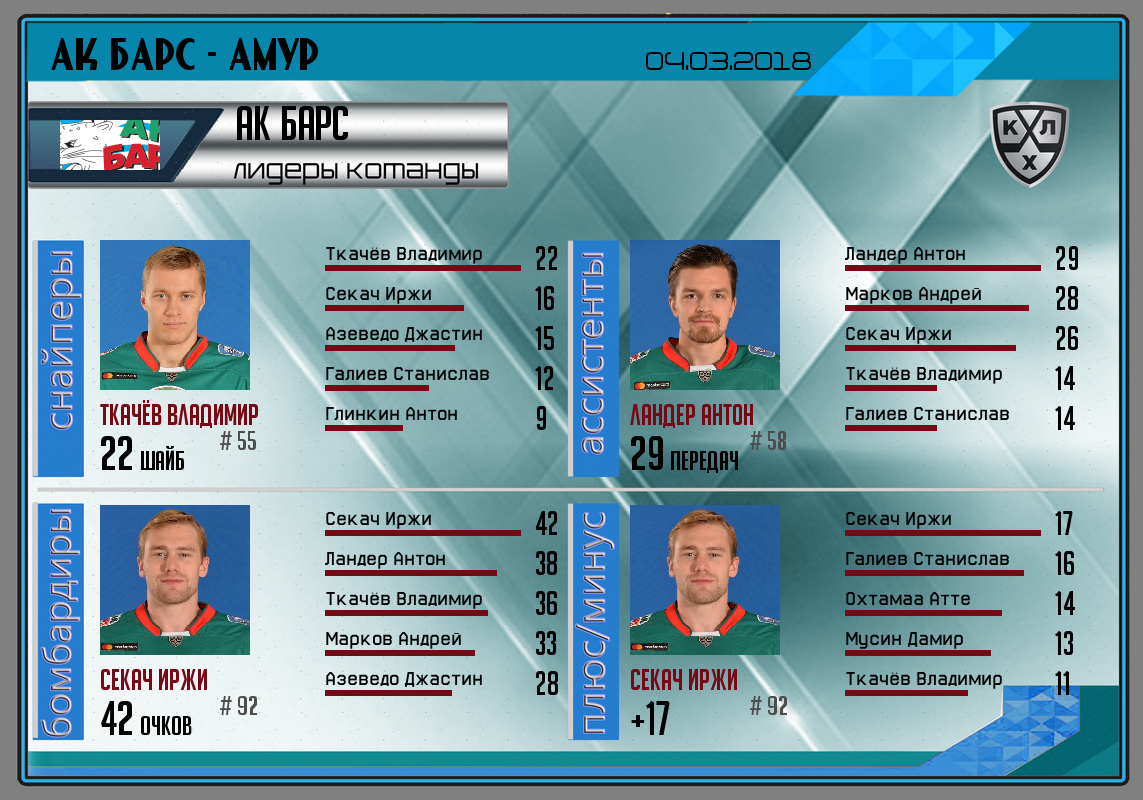 АК БАРС - АМУР
04.03.2018
АК БАРС
лидеры команды
КЛХ
снайперы
ТКАЧЁВ ВЛАДИМИР
# 55
22 ШАЙБ
Ткачёв Владимир 22
Секач Иржи 16
Азеведо Джастин 15
Галиев Станислав 12
Глинкин Антон 9
ассистенты
ЛАНДЕР АНТОН
# 58
29 ПЕРЕДАЧ
Ландер Антон 29
Марков Андрей 28
Секач Иржи 26
Ткачёв Владимир 14
Галиев Станислав 14
бомбардиры
СЕКАЧ ИРЖИ
# 92
42 ОЧКОВ
Секач Иржи 42
Ландер Антон 38
Ткачёв Владимир 36
Марков Андрей 33
Азеведо Джастин 28
плюс/минус
СЕКАЧ ИРЖИ
# 92
+17
Секач Иржи 17
Галиев Станислав 16
Охтамаа Атте 14
Мусин Дамир 13
Ткачёв Владимир 11